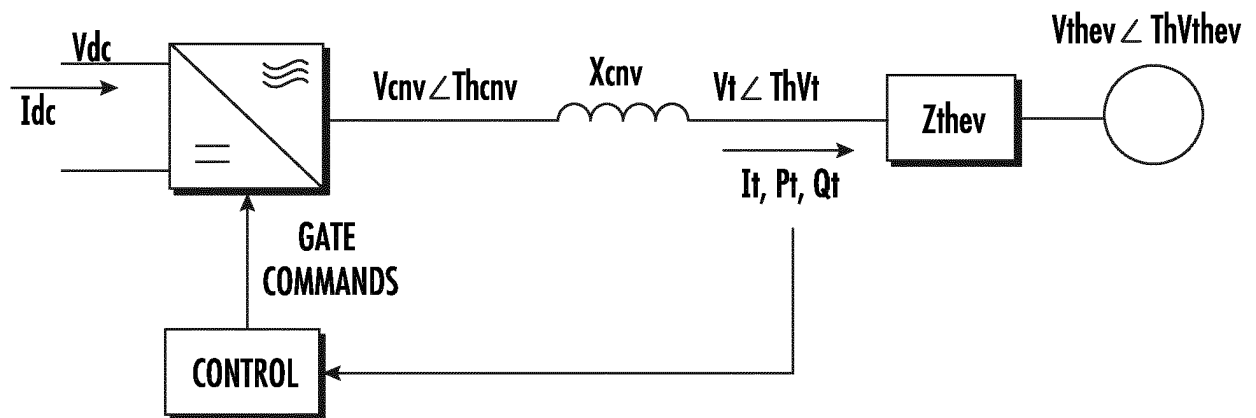 Vthev∠ ThVthev
Vdc
Idc
Vcnv∠Thcnv
Xcnv
Vt∠ ThVt
Zthev
It, Pt, Qt
GATE
COMMANDS
CONTROL